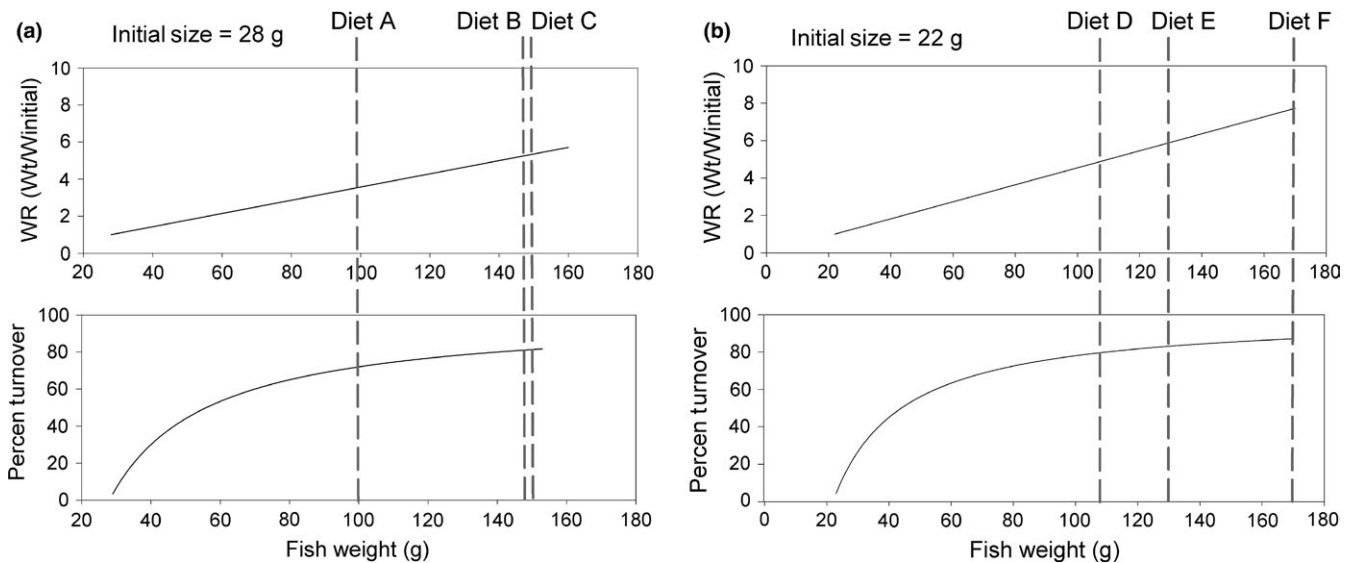 (a) Initial size = 28 g
Diet A Diet B Diet C
WR (Wt/Winitial)
10
8
6
4
2
0
20 40 60 80 100 120 140 160 180
Percen turnover
100
80
60
40
20
0
20 40 60 80 100 120 140 160 180
Fish weight (g)
(b) Initial size = 22 g
Diet D Diet E Diet F
WR (Wt/Winitial)
10
8
6
4
2
0
0 20 40 60 80 100 120 140 160 180
Percen turnover
100
80
60
40
20
0
0 20 40 60 80 100 120 140 160 180
Fish weight (g)